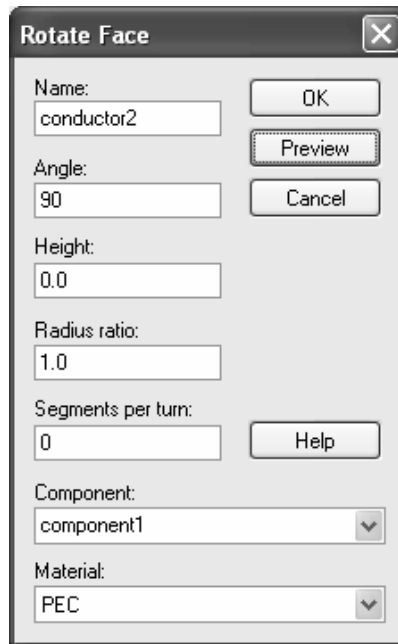 Rotate Face
Name:
conductor2
OK
Preview
Angle:
90
Cancel
Height:
0.0
Radius ratio:
1.0
Segments per turn:
0
Help
Component:
component1
Material:
PEC